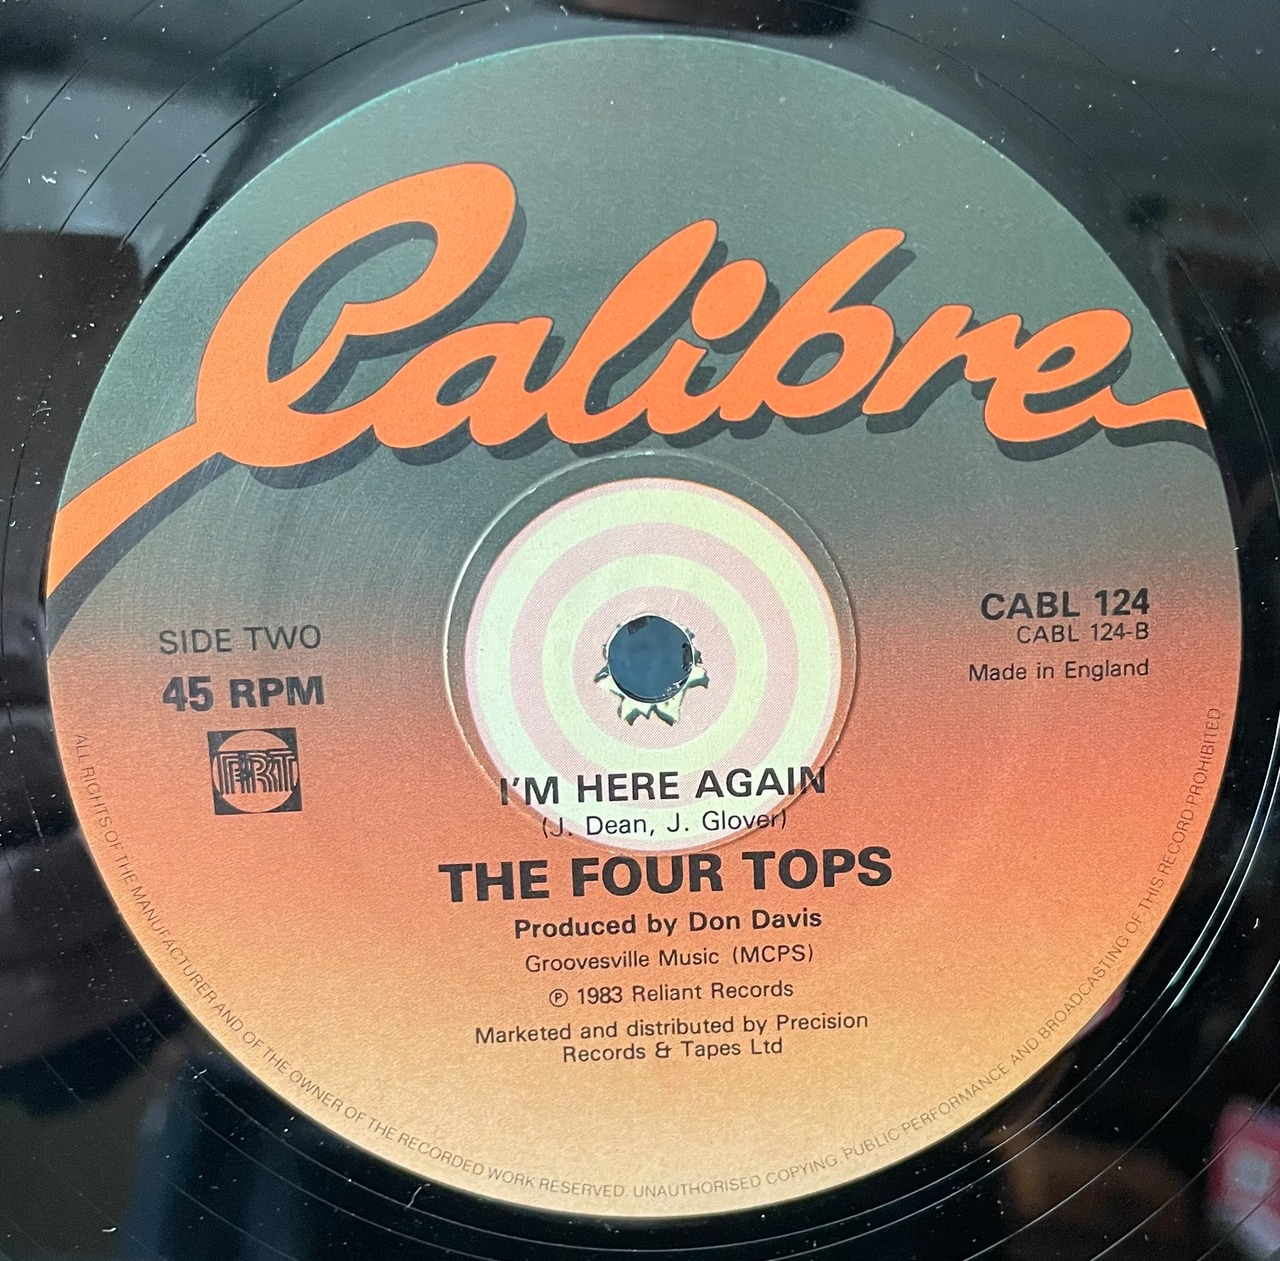 Calibre
SIDE TWO
45 RPM
PRT
CABL 124
CABL 124-B
Made in England
I'M HERE AGAIN
(J. Dean, J. Glover)
THE FOUR TOPS
Produced by Don Davis
Groovesville Music (MCPS)
℗ 1983 Reliant Records
Marketed and distributed by Precision
Records & Tapes Ltd
ALL RIGHTS OF THE MANUFACTURER AND OF THE OWNER OF THE RECORDED WORK RESERVED. UNAUTHORISED COPYING, PUBLIC PERFORMANCE AND BROADCASTING OF THIS RECORD PROHIBITED